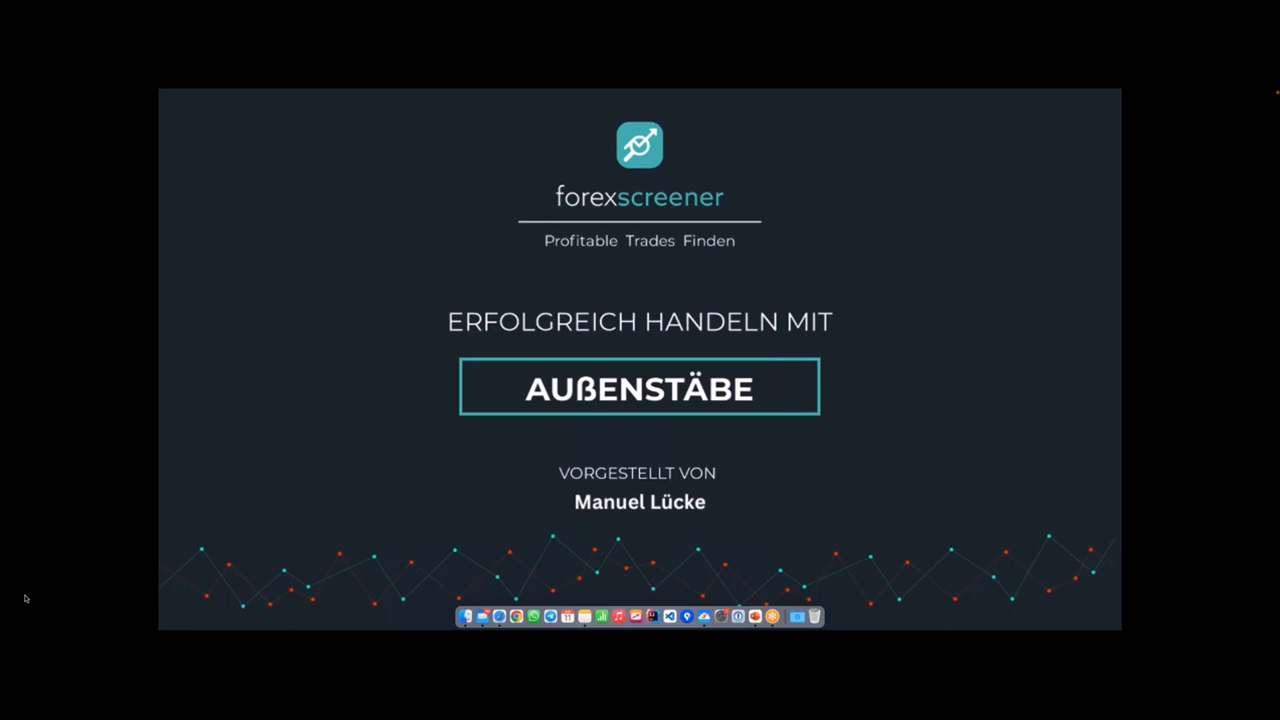 forexscreener
Profitable Trades Finden
ERFOLGREICH HANDELN MIT
AUßENSTÄBE
VORGESTELLT VON
Manuel Lücke